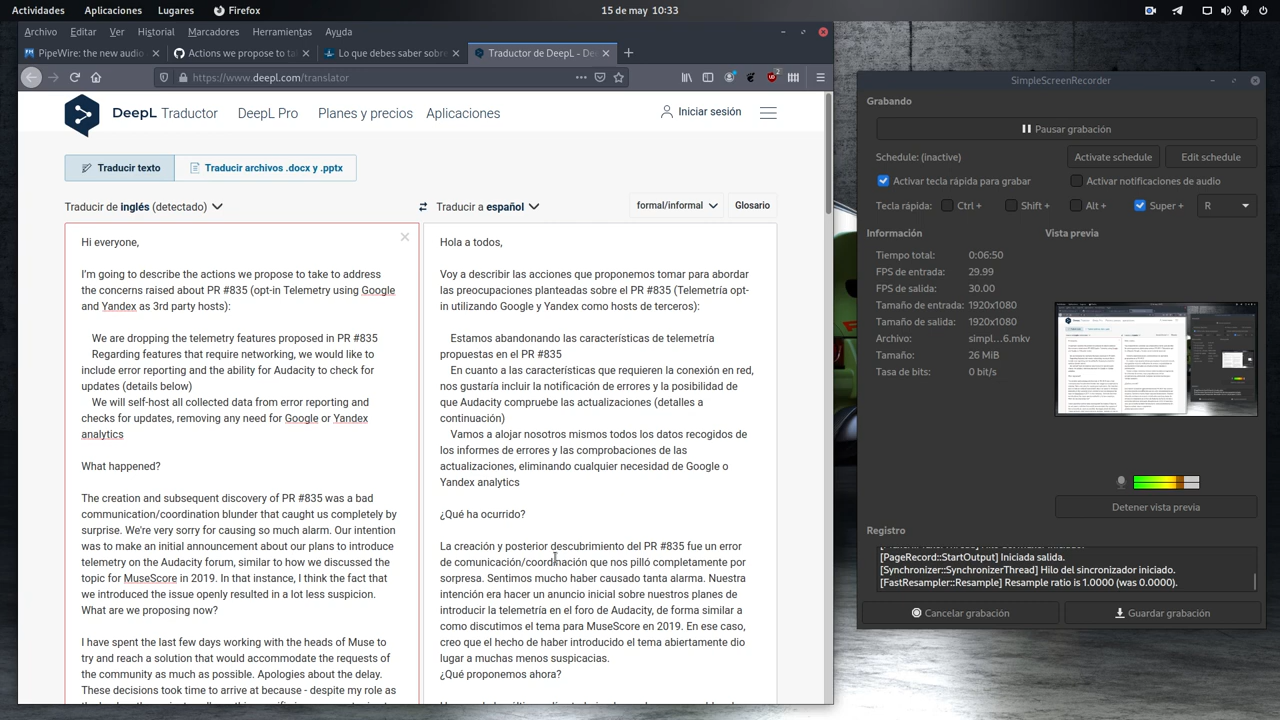 Actividades Aplicaciones Lugares Firefox 15 de may 10:33
Archivo Editar Ver Historial Marcadores Herramientas Ayuda
PipeWire: the new audio Actions we propose to ta Lo que debes saber sobre Traductor de DeepL - De
https://www.deepl.com/translator
DeepL Traductor DeepL Pro Planes y precios Aplicaciones Iniciar sesión
Traducir texto Traducir archivos .docx y .pptx
Traducir de inglés (detectado) Traducir a español formal/informal Glosario
Hi everyone,
I'm going to describe the actions we propose to take to address
the concerns raised about PR #835 (opt-in Telemetry using Google
and Yandex as 3rd party hosts):
We are dropping the telemetry features proposed in PR #835
Regarding features that require networking, we would like to
include error reporting and the ability for Audacity to check for
updates (details below)
We will self-host all collected data from error reporting and
checks for updates, removing any need for Google or Yandex
analytics
What happened?
The creation and subsequent discovery of PR #835 was a bad
communication/coordination blunder that caught us completely by
surprise. We're very sorry for causing so much alarm. Our intention
was to make an initial announcement about our plans to introduce
telemetry on the Audacity forum, similar to how we discussed the
topic for MuseScore in 2019. In that instance, I think the fact that
we introduced the issue openly resulted in a lot less suspicion.
What are we proposing now?
I have spent the last few days working with the heads of Muse to
try and reach a solution that would accommodate the requests of
the community as much as possible. Apologies about the delay.
These decisions took time to arrive at because - despite my role as
Hola a todos,
Voy a describir las acciones que proponemos tomar para abordar
las preocupaciones planteadas sobre el PR #835 (Telemetría opt-
in utilizando Google y Yandex como hosts de terceros):
Estamos abandonando las características de telemetría
propuestas en el PR #835
En cuanto a las características que requieren la conexión en red,
nos gustaría incluir la notificación de errores y la posibilidad de
que Audacity compruebe las actualizaciones (detalles a
continuación)
Vamos a alojar nosotros mismos todos los datos recogidos de
los informes de errores y las comprobaciones de las
actualizaciones, eliminando cualquier necesidad de Google o
Yandex analytics
¿Qué ha ocurrido?
La creación y posterior descubrimiento del PR #835 fue un error
de comunicación/coordinación que nos pilló completamente por
sorpresa. Sentimos mucho haber causado tanta alarma. Nuestra
intención era hacer un anuncio inicial sobre nuestros planes de
introducir la telemetría en el foro de Audacity, de forma similar a
como discutimos el tema para MuseScore en 2019. En ese caso,
creo que el hecho de haber introducido el tema abiertamente dio
lugar a muchas menos suspicacias.
¿Qué proponemos ahora?
SimpleScreenRecorder
Grabando
Pausar grabación
Schedule: (inactive) Activate schedule Edit schedule
Activar tecla rápida para grabar Activar notificaciones de audio
Tecla rápida: Ctrl + Shift + Alt + Super + R
Información Vista previa
Tiempo total: 0:06:50
FPS de entrada: 29.99
FPS de salida: 30.00
Tamaño de entrada: 1920x1080
Tamaño de salida: 1920x1080
Archivo: simpl...6.mkv
Tamaño: 26 MiB
Tasa de bits: 0 bit/s
Detener vista previa
Registro
[PageRecord::StartOutput] Iniciada salida.
[Synchronizer::SynchronizerThread] Hilo del sincronizador iniciado.
[FastResampler::Resample] Resample ratio is 1.0000 (was 0.0000).
Cancelar grabación Guardar grabación